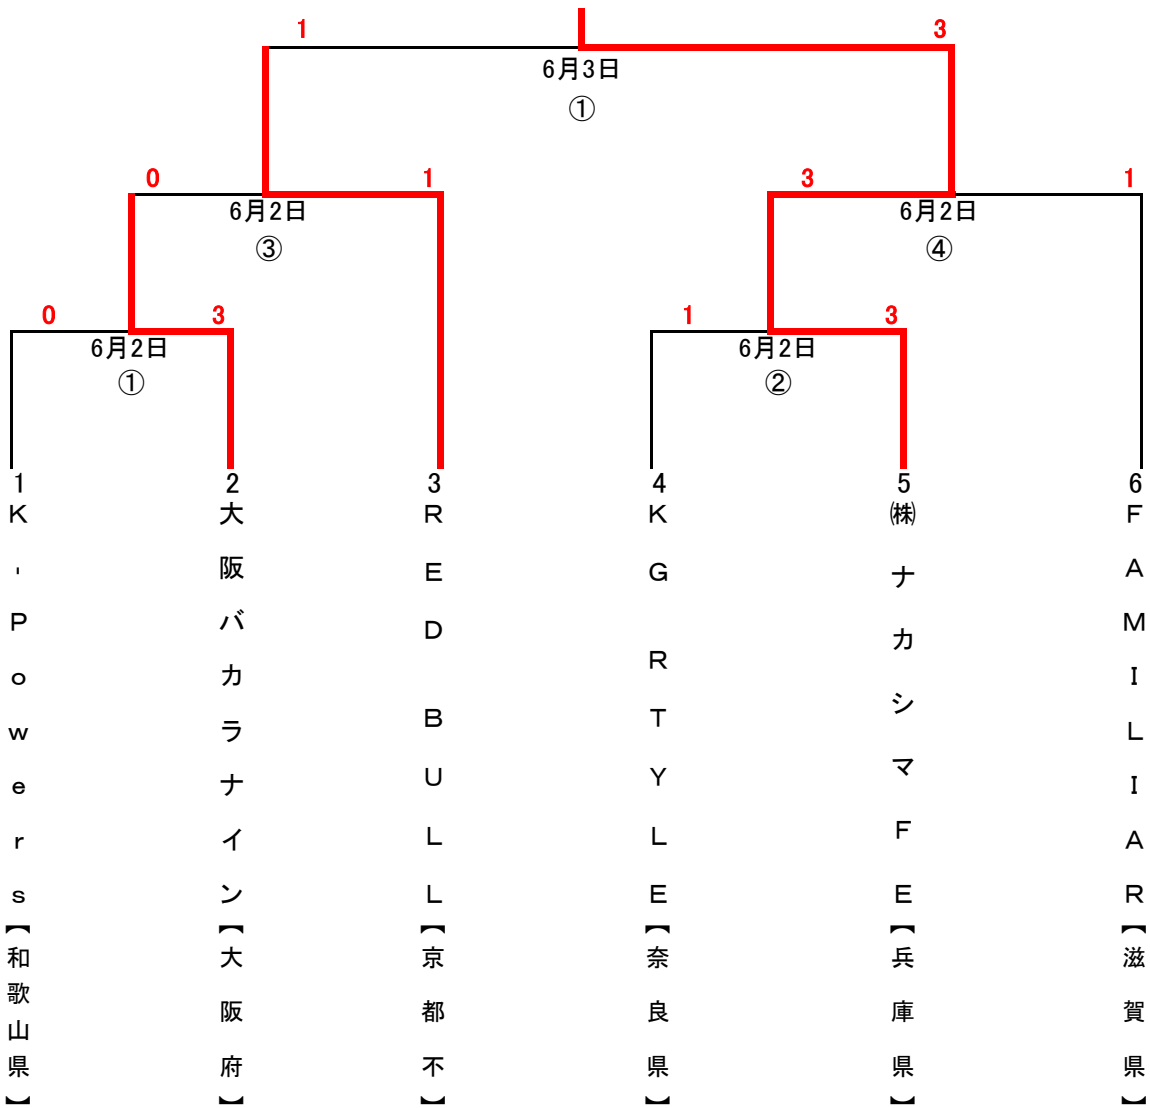 1 3
6月3日
①
0 1 3 1
6月2日 6月2日
③ ④
0 3 1 3
6月2日 6月2日
① ②
1 2 3 4 5 6
K-Powers【和歌山県】
大阪バカラナイン【大阪府】
RED BULL【京都不】
KG RTYLE【奈良県】
㈱ナカシマFE【兵庫県】
FAMILIAR【滋賀県】